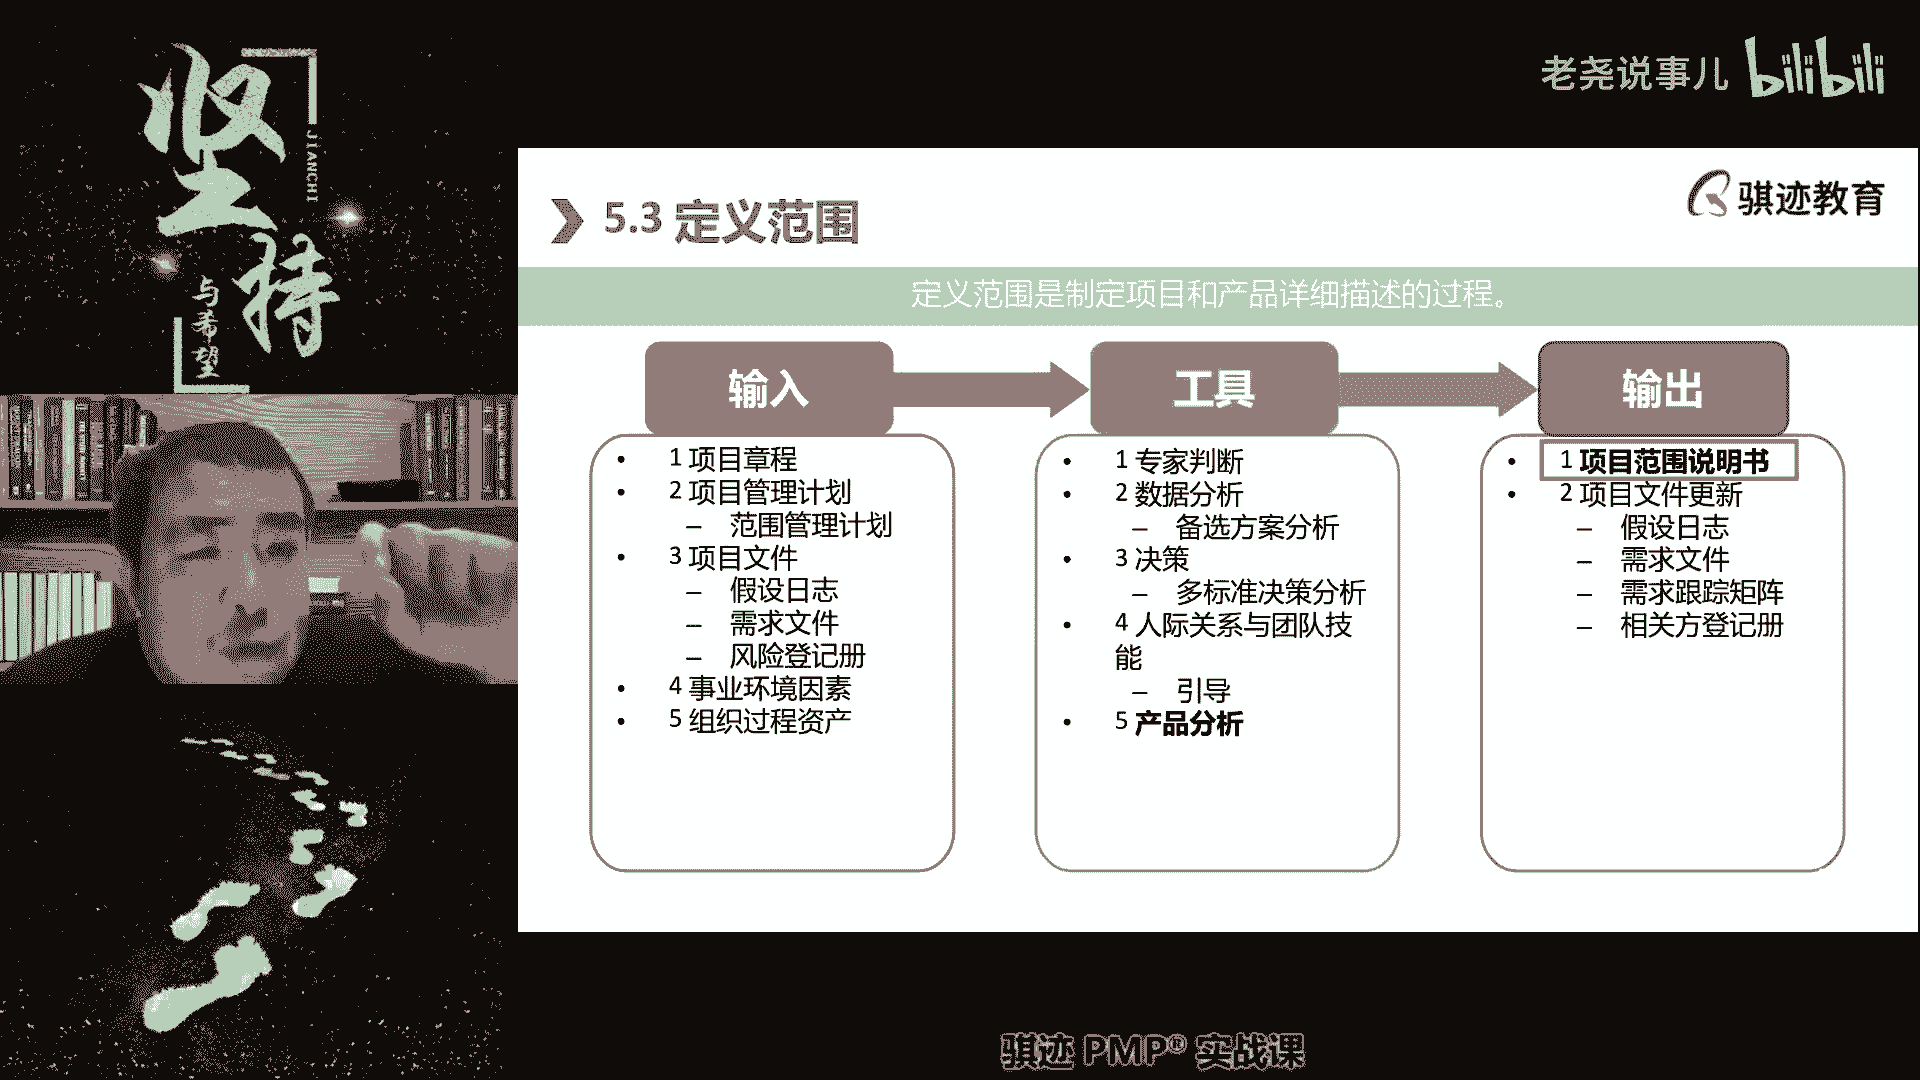 坚持
JIANCHI
与希望
老尧说事儿 bilibili
骐迹教育
5.3 定义范围
定义范围是制定项目和产品详细描述的过程。
输入
• 1 项目章程
• 2 项目管理计划
– 范围管理计划
• 3 项目文件
– 假设日志
– 需求文件
– 风险登记册
• 4 事业环境因素
• 5 组织过程资产
工具
• 1 专家判断
• 2 数据分析
– 备选方案分析
• 3 决策
– 多标准决策分析
• 4 人际关系与团队技
能
– 引导
• 5 产品分析
输出
• 1 项目范围说明书
• 2 项目文件更新
– 假设日志
– 需求文件
– 需求跟踪矩阵
– 相关方登记册
骐迹 PMP® 实战课